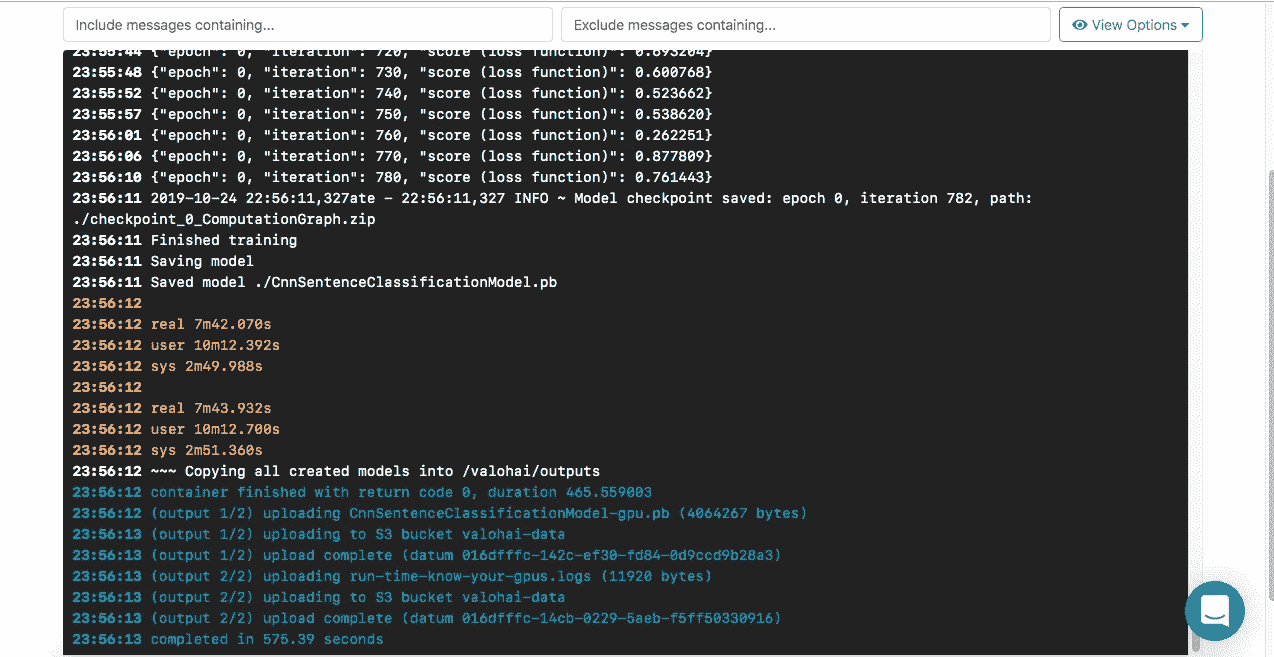 Include messages containing...
Exclude messages containing...
View Options
23:55:44 {"epoch": 0, "iteration": 720, "score (loss function)": 0.693204}
23:55:48 {"epoch": 0, "iteration": 730, "score (loss function)": 0.600768}
23:55:52 {"epoch": 0, "iteration": 740, "score (loss function)": 0.523662}
23:55:57 {"epoch": 0, "iteration": 750, "score (loss function)": 0.538620}
23:56:01 {"epoch": 0, "iteration": 760, "score (loss function)": 0.262251}
23:56:06 {"epoch": 0, "iteration": 770, "score (loss function)": 0.877809}
23:56:10 {"epoch": 0, "iteration": 780, "score (loss function)": 0.761443}
23:56:11 2019-10-24 22:56:11,327ate - 22:56:11,327 INFO ~ Model checkpoint saved: epoch 0, iteration 782, path:
./checkpoint_0_ComputationGraph.zip
23:56:11 Finished training
23:56:11 Saving model
23:56:11 Saved model ./CnnSentenceClassificationModel.pb
23:56:12
23:56:12 real 7m42.070s
23:56:12 user 10m12.392s
23:56:12 sys 2m49.988s
23:56:12
23:56:12 real 7m43.932s
23:56:12 user 10m12.700s
23:56:12 sys 2m51.360s
23:56:12 ~~~ Copying all created models into /valohai/outputs
23:56:12 container finished with return code 0, duration 465.559003
23:56:12 (output 1/2) uploading CnnSentenceClassificationModel-gpu.pb (4064267 bytes)
23:56:13 (output 1/2) uploading to S3 bucket valohai-data
23:56:13 (output 1/2) upload complete (datum 016dfffc-142c-ef30-fd84-0d9ccd9b28a3)
23:56:13 (output 2/2) uploading run-time-know-your-gpus.logs (11920 bytes)
23:56:13 (output 2/2) uploading to S3 bucket valohai-data
23:56:13 (output 2/2) upload complete (datum 016dfffc-14cb-0229-5aeb-f5ff50330916)
23:56:13 completed in 575.39 seconds